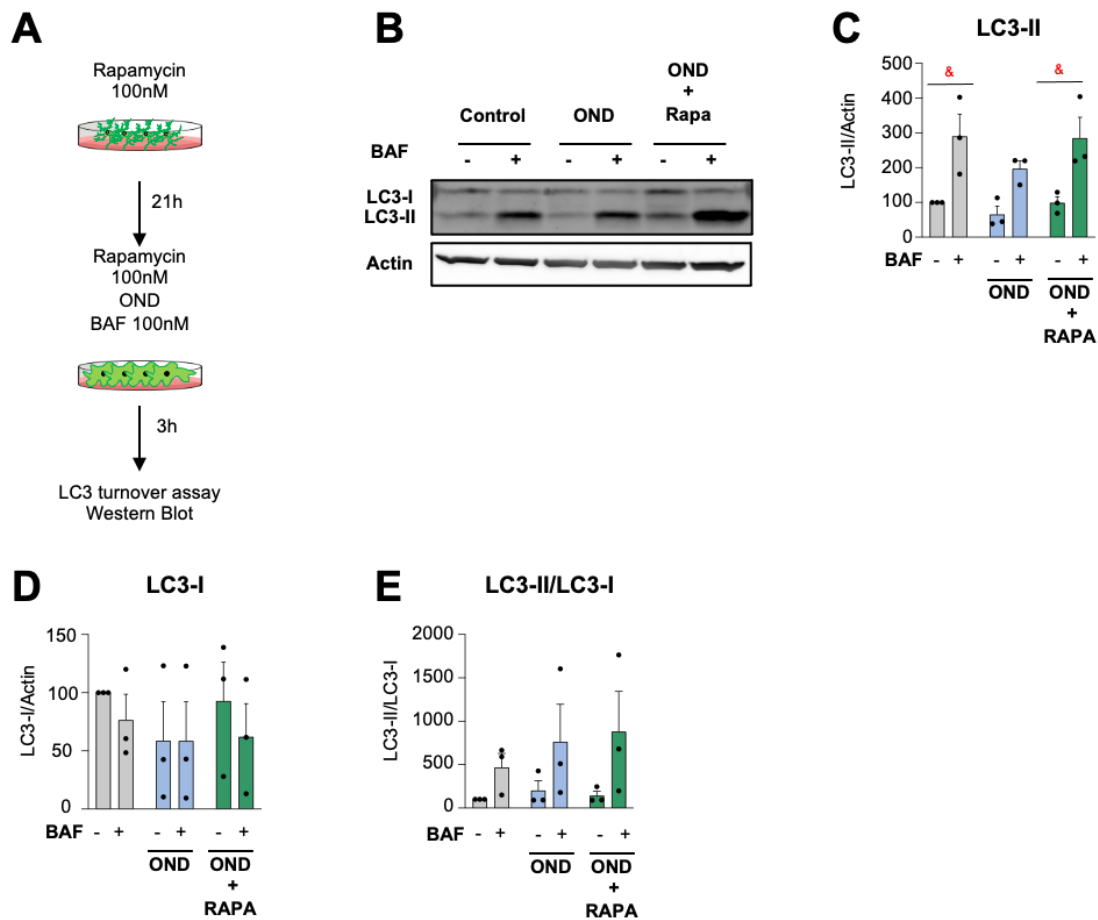 A
Rapamycin
100nM
21h
Rapamycin
100nM
OND
BAF 100nM
3h
LC3 turnover assay
Western Blot
B
Control
OND
OND
+
Rapa
BAF
- + - + - +
LC3-I
LC3-II
Actin
C
LC3-II
LC3-II/Actin
500
400
300
200
100
0
& &
BAF - + - + - +
OND
OND
+
RAPA
D
LC3-I
LC3-I/Actin
150
100
50
0
BAF - + - + - +
OND
OND
+
RAPA
E
LC3-II/LC3-I
LC3-II/LC3-I
2000
1500
1000
500
0
BAF - + - + - +
OND
OND
+
RAPA